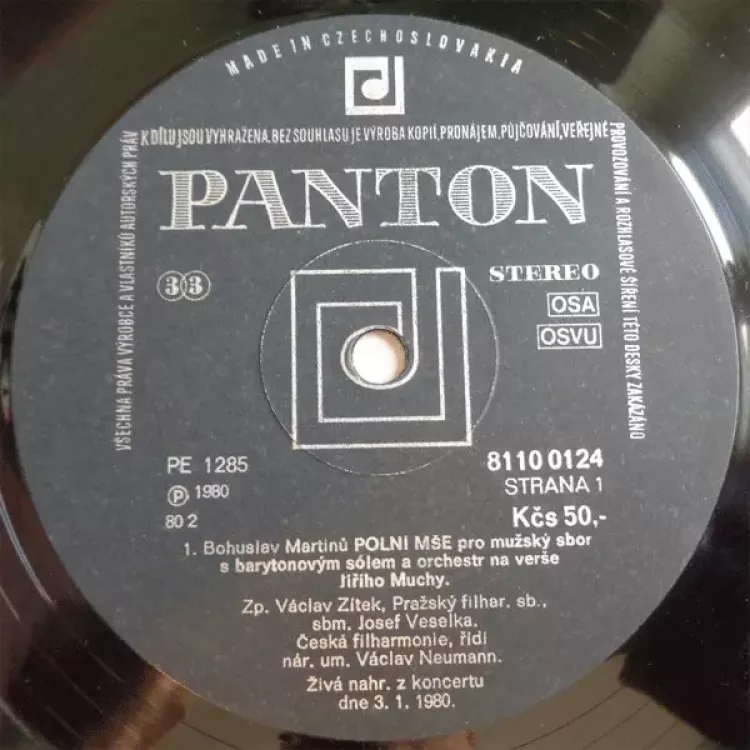 MADE IN CZECHOSLOVAKIA
VŠECHNA PRÁVA VÝROBCE A VLASTNÍKŮ AUTORSKÝCH PRÁV K DÍLU JSOU VYHRAZENA. BEZ SOUHLASU JE VÝROBA KOPIÍ, PRONÁJEM, PŮJČOVÁNÍ, VEŘEJNÉ PROVOZOVÁNÍ A ROZHLASOVÉ ŠÍŘENÍ TÉTO DESKY ZAKÁZÁNO
PANTON
33
STEREO
OSA
OSVU
PE 1285
8110 0124
Ⓟ 1980
STRANA 1
80 2
Kčs 50,-
1. Bohuslav Martinů POLNI MŠE pro mužský sbor
s barytonovým sólem a orchestr na verše
Jiřího Muchy.
Zp. Václav Zítek, Pražský filhar. sb.,
sbm. Josef Veselka.
Česká filharmonie, řídí
nár. um. Václav Neumann.
Živá nahr. z koncertu
dne 3. 1. 1980.